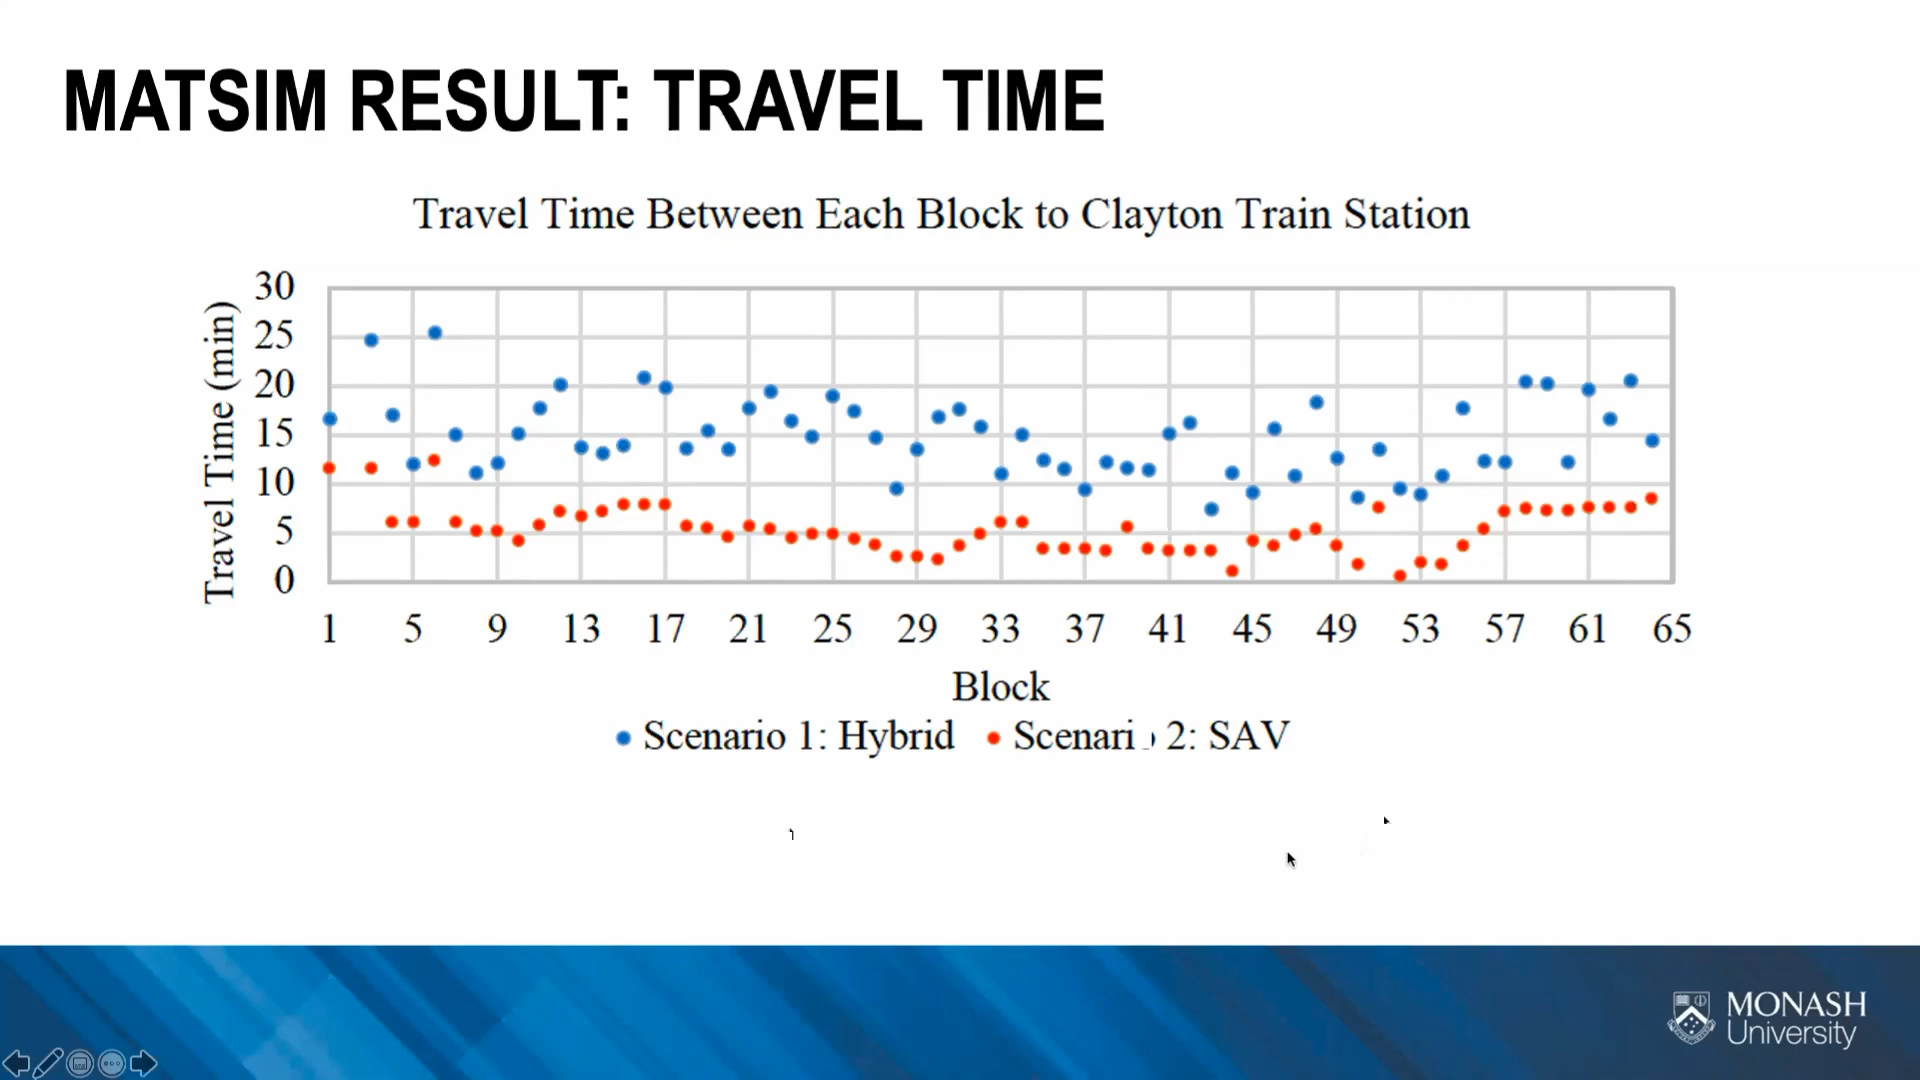 MATSIM RESULT: TRAVEL TIME
Travel Time Between Each Block to Clayton Train Station
Travel Time (min)
30
25
20
15
10
5
0
1 5 9 13 17 21 25 29 33 37 41 45 49 53 57 61 65
Block
Scenario 1: Hybrid Scenario 2: SAV
MONASH
University